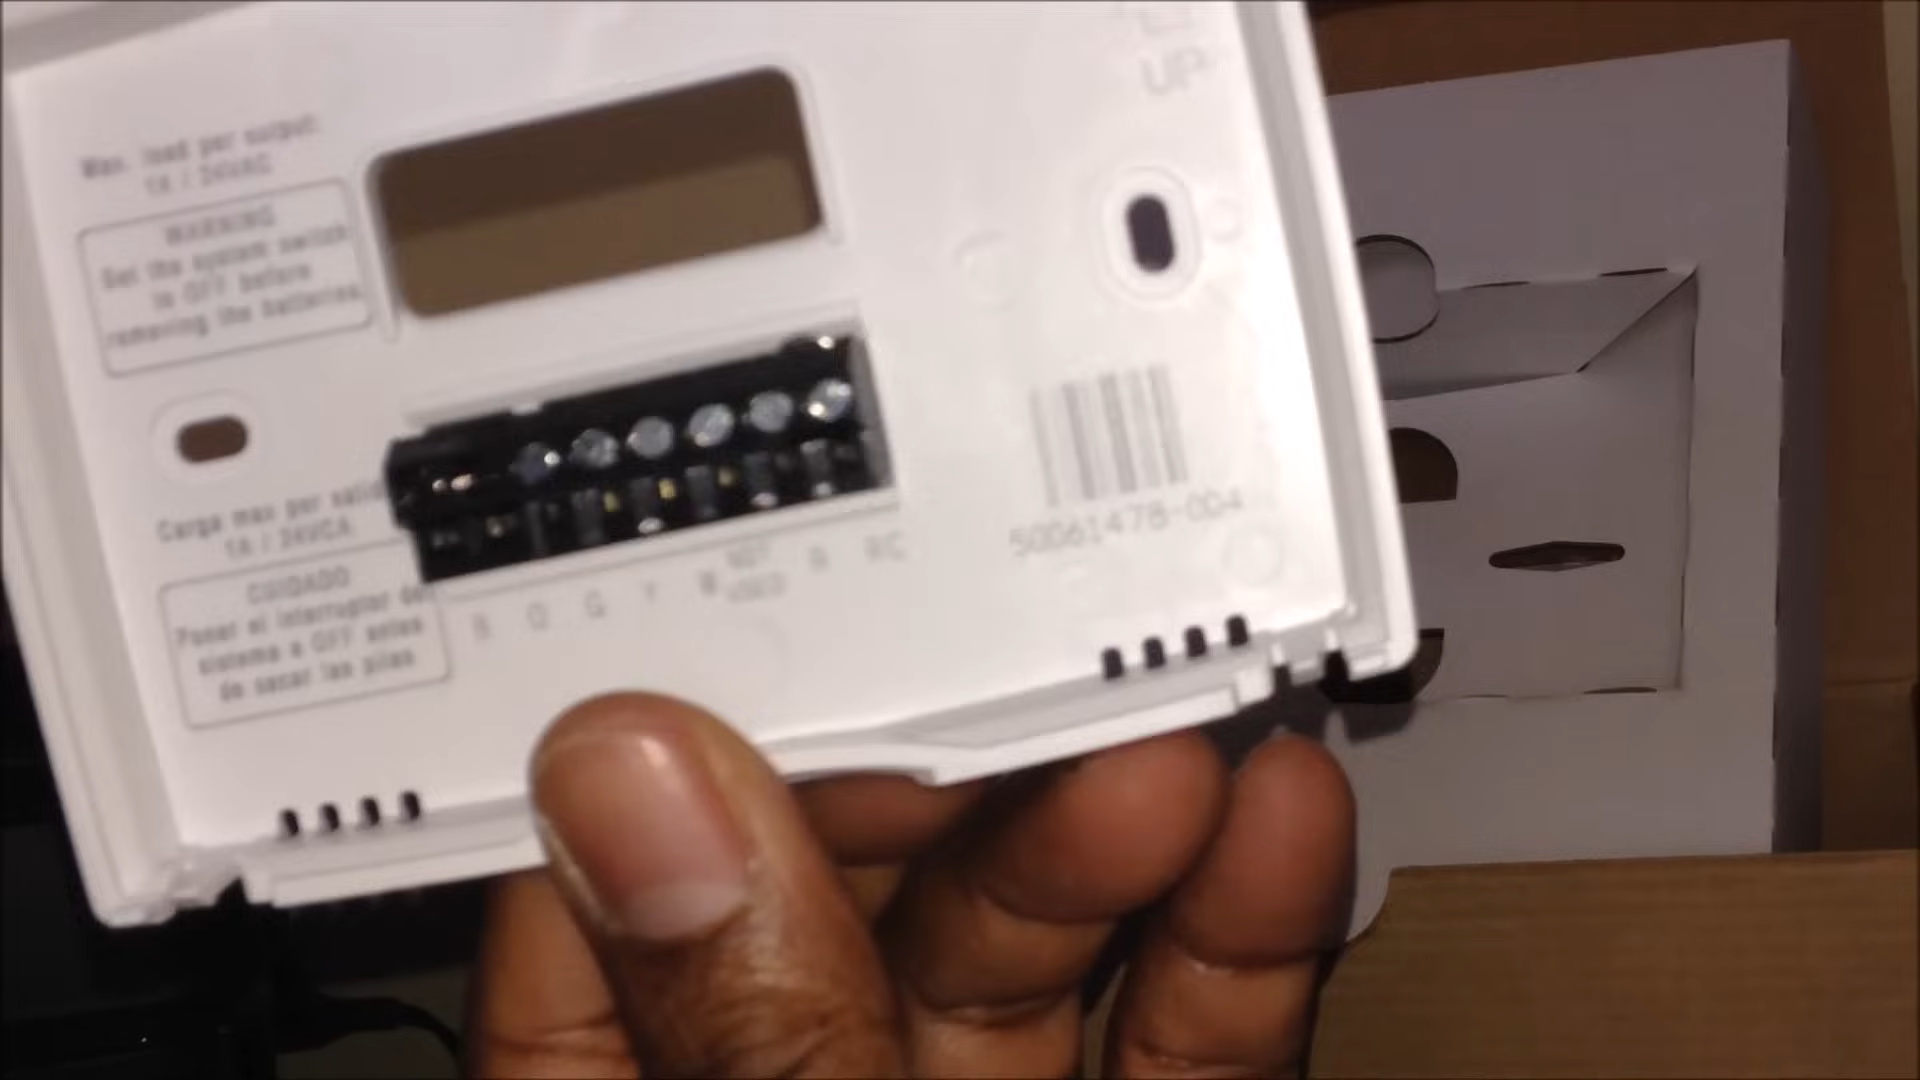 UP
Max. load per output:
1A / 24VAC
WARNING
Set the system switch
to OFF before
removing the batteries
Carga max per salid
1A / 24VCA
CUIDADO
Poner el interruptor del
sistema a OFF antes
de sacar las pilas
50061478-004
B O G Y W NOT USED R RC